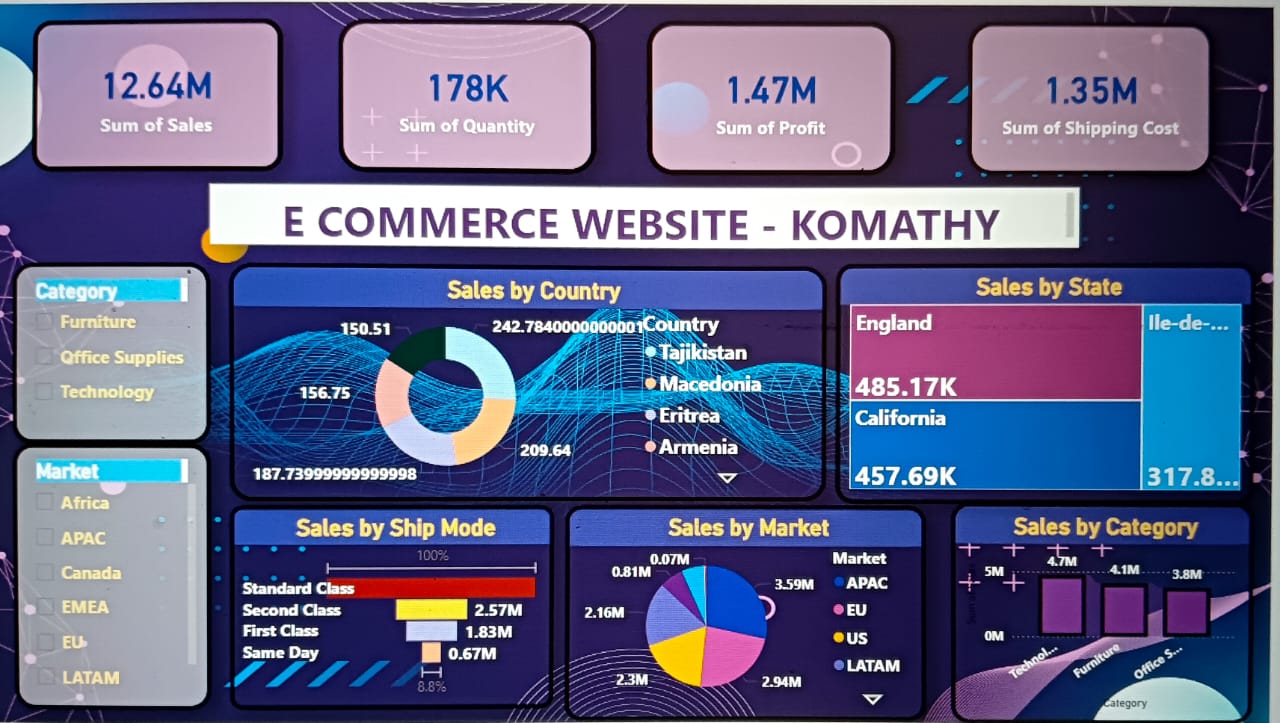 12.64M
Sum of Sales
178K
Sum of Quantity
1.47M
Sum of Profit
1.35M
Sum of Shipping Cost
E COMMERCE WEBSITE - KOMATHY
Category
Furniture
Office Supplies
Technology
Market
Africa
APAC
Canada
EMEA
EU
LATAM
Sales by Country
150.51
242.7840000000001
156.75
209.64
187.73999999999998
Country
Tajikistan
Macedonia
Eritrea
Armenia
Sales by State
England
485.17K
California
457.69K
Ile-de-...
317.8...
Sales by Ship Mode
100%
Standard Class
Second Class 2.57M
First Class 1.83M
Same Day 0.67M
8.8%
Sales by Market
0.07M
0.81M
3.59M
2.16M
2.3M
2.94M
Market
APAC
EU
US
LATAM
Sales by Category
5M
0M
4.7M
4.1M
3.8M
Technol...
Furniture
Office S...
Category